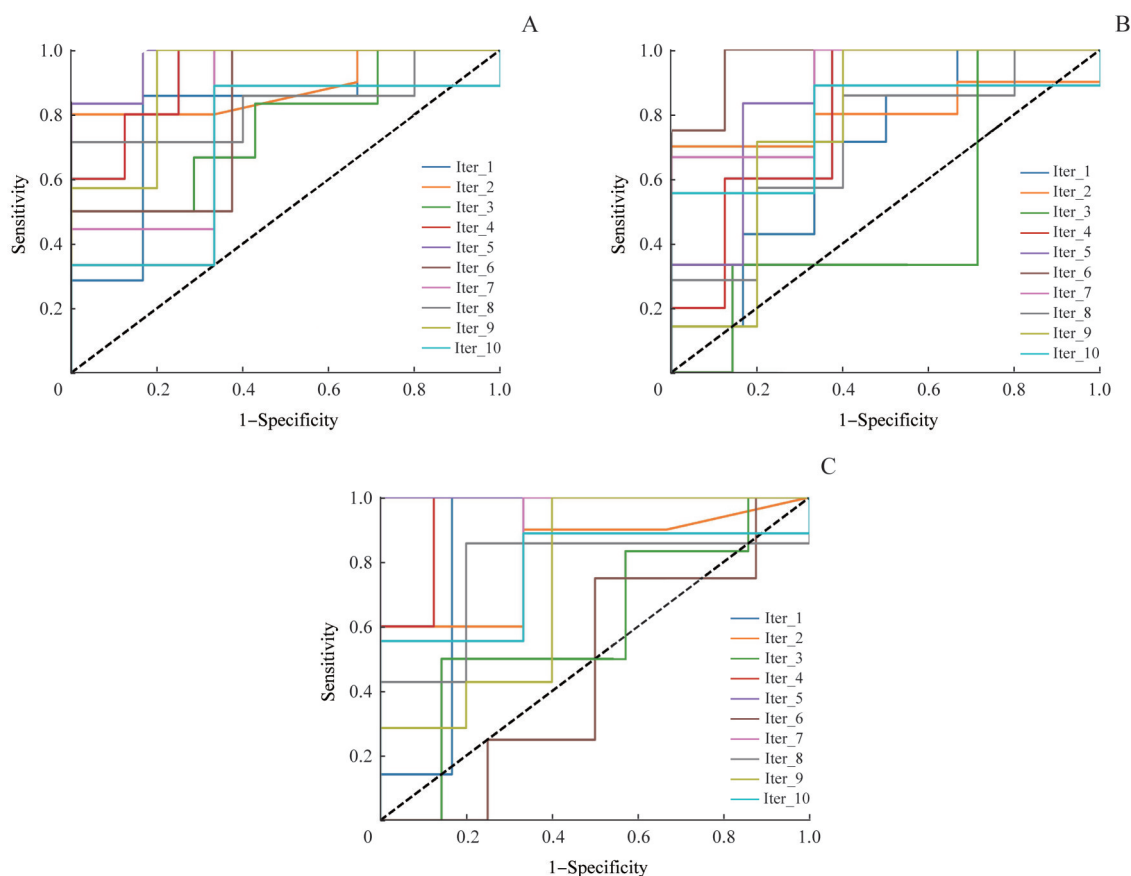 A
1.0
0.8
0.6
0.4
0.2
0
0.2
0.4
0.6
0.8
1.0
Sensitivity
1−Specificity
Iter_1
Iter_2
Iter_3
Iter_4
Iter_5
Iter_6
Iter_7
Iter_8
Iter_9
Iter_10
B
1.0
0.8
0.6
0.4
0.2
0
0.2
0.4
0.6
0.8
1.0
Sensitivity
1−Specificity
Iter_1
Iter_2
Iter_3
Iter_4
Iter_5
Iter_6
Iter_7
Iter_8
Iter_9
Iter_10
C
1.0
0.8
0.6
0.4
0.2
0
0.2
0.4
0.6
0.8
1.0
Sensitivity
1−Specificity
Iter_1
Iter_2
Iter_3
Iter_4
Iter_5
Iter_6
Iter_7
Iter_8
Iter_9
Iter_10